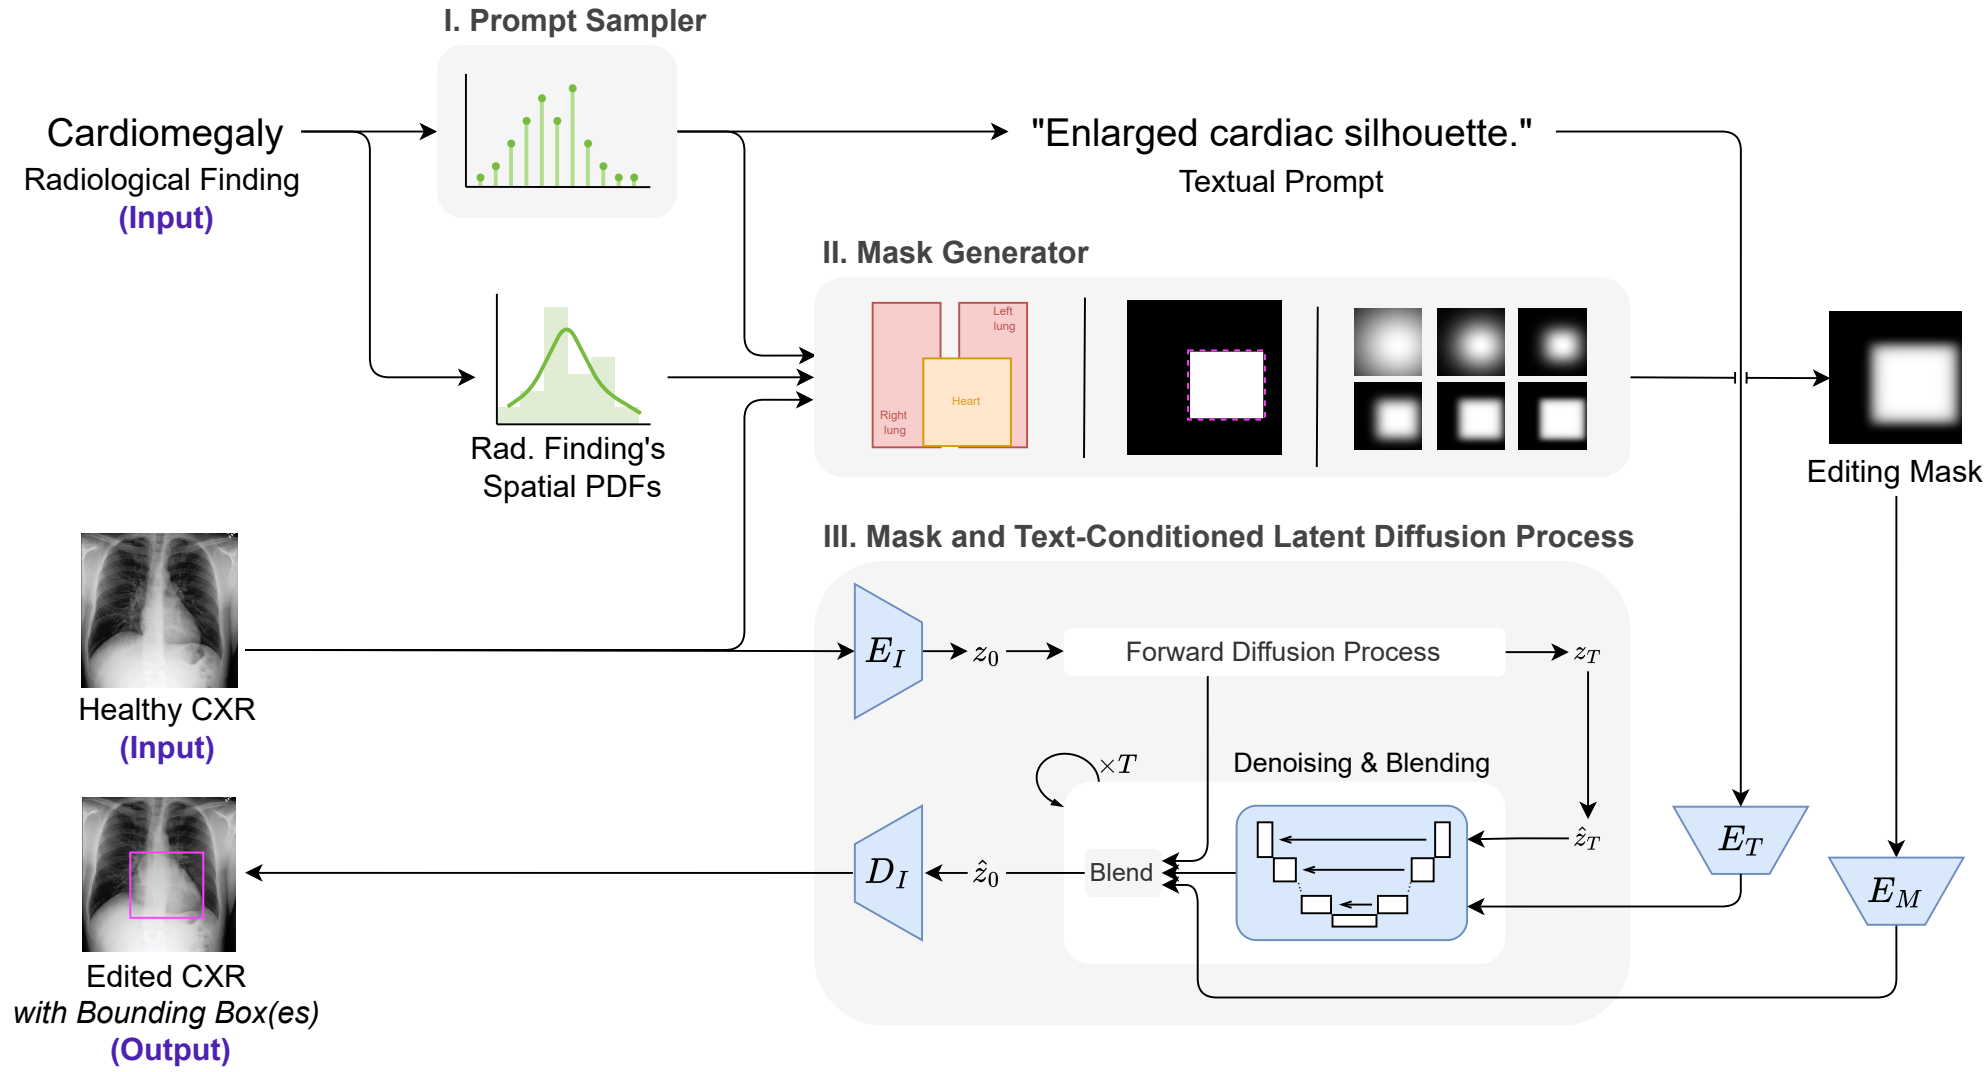 I. Prompt Sampler
Cardiomegaly
Radiological Finding
(Input)
"Enlarged cardiac silhouette."
Textual Prompt
II. Mask Generator
Left
lung
Heart
Right
lung
Rad. Finding's
Spatial PDFs
Editing Mask
III. Mask and Text-Conditioned Latent Diffusion Process
E_I
z_0
Forward Diffusion Process
z_T
Healthy CXR
(Input)
×T
Denoising & Blending
D_I
ẑ_0
Blend
ẑ_T
E_T
E_M
Edited CXR
with Bounding Box(es)
(Output)